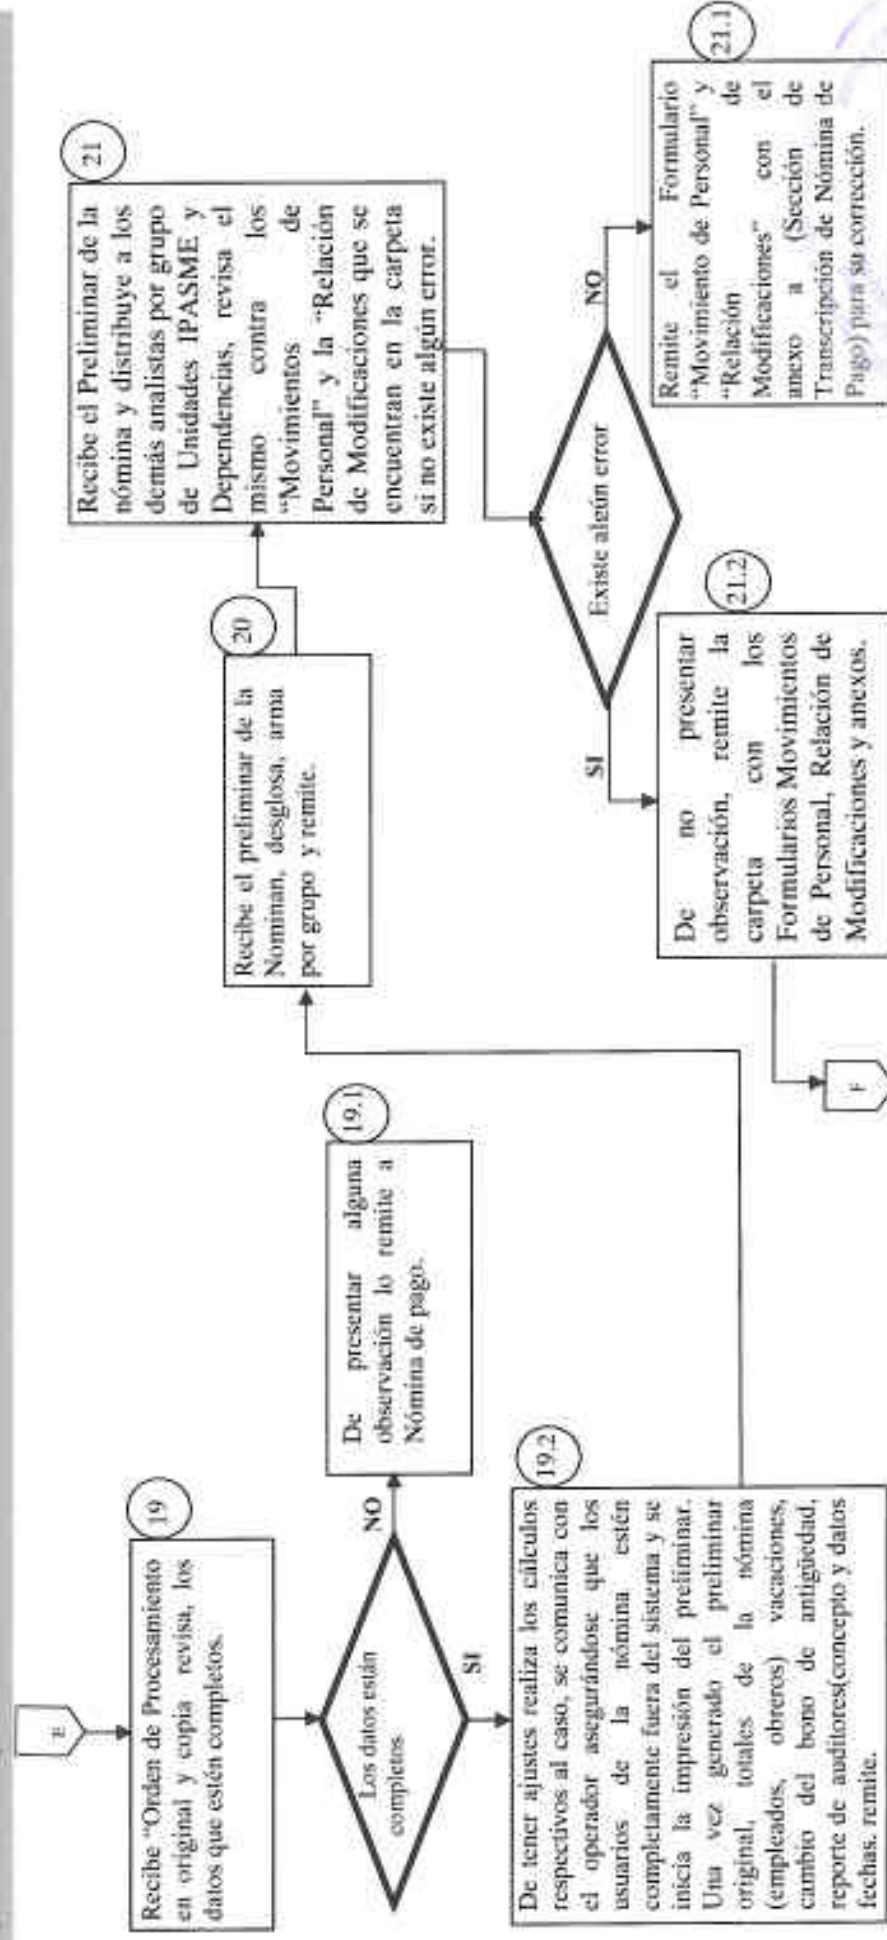 E
19
Recibe "Orden de Procesamiento
en original y copia revisa, los
datos que estén completos.
Los datos están
completos
NO
SI
19.1
De presentar alguna
observación lo remite a
Nómina de pago.
19.2
De tener ajustes realiza los cálculos
respectivos al caso, se comunica con
el operador asegurándose que los
usuarios de la nómina estén
completamente fuera del sistema y se
inicia la impresión del preliminar.
Una vez generado el preliminar
original, totales de la nómina
(empleados, obreros) vacaciones,
cambio del bono de antigüedad,
reporte de auditores(concepto y datos
fechas. remite.
20
Recibe el preliminar de la
Nominan, desglosa, arma
por grupo y remite.
21
Recibe el Preliminar de la
nómina y distribuye a los
demás analistas por grupo
de Unidades IPASME y
Dependencias, revisa el
mismo contra los
"Movimientos de
Personal" y la "Relación
de Modificaciones que se
encuentran en la carpeta
si no existe algún error.
Existe algún error
NO
SI
21.1
Remite el Formulario
"Movimiento de Personal" y
"Relación de
Modificaciones" con el
anexo a (Sección de
Transcripción de Nómina de
Pago) para su corrección.
21.2
De no presentar
observación, remite la
carpeta con los
Formularios Movimientos
de Personal, Relación de
Modificaciones y anexos.
F